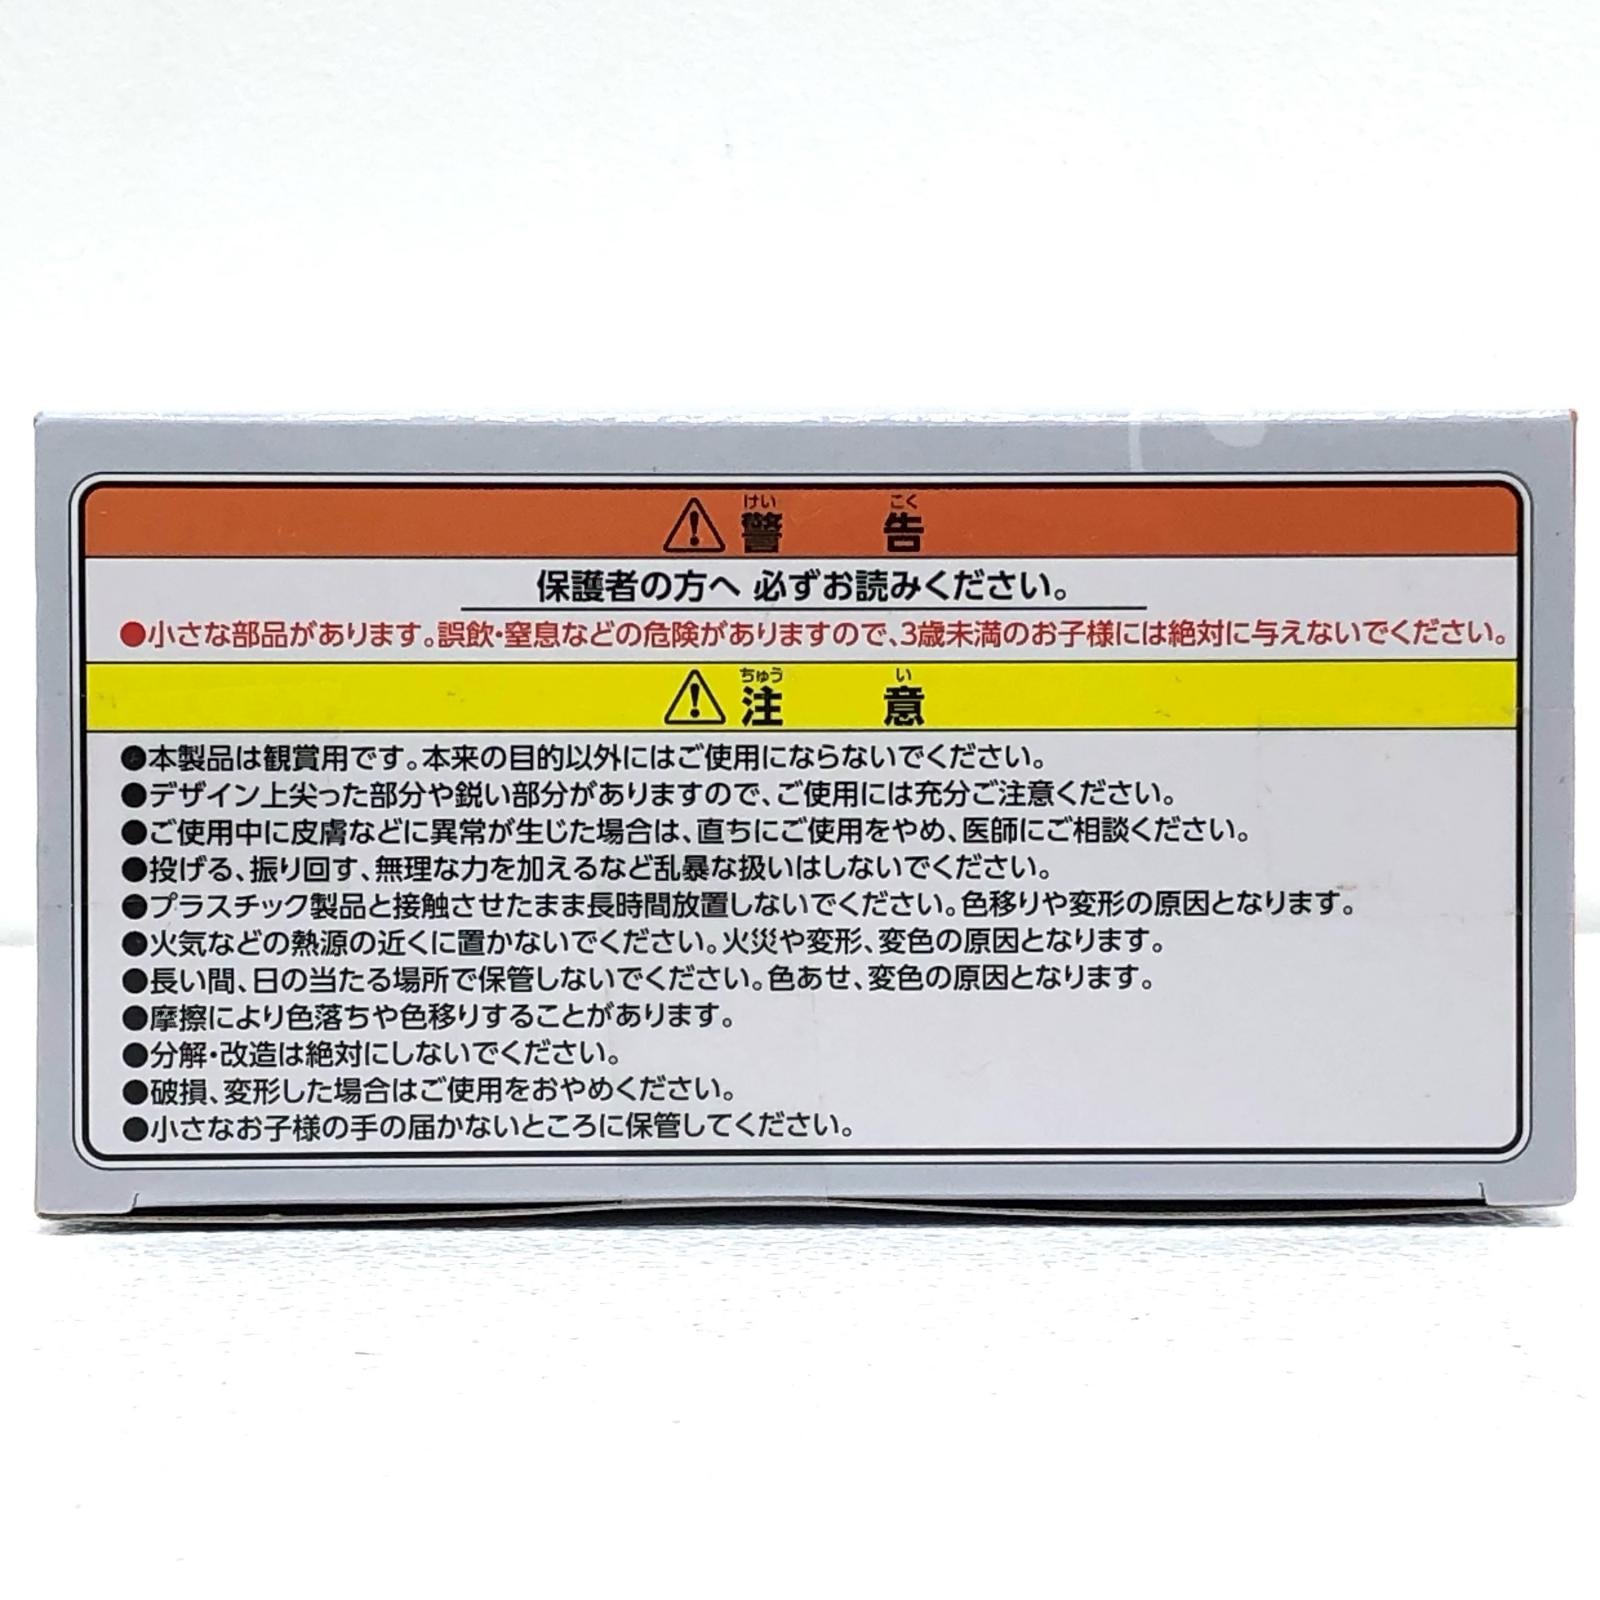 けい こく
警告
保護者の方へ 必ずお読みください。
●小さな部品があります。誤飲・窒息などの危険がありますので、3歳未満のお子様には絶対に与えないでください。
ちゅう い
注意
●本製品は観賞用です。本来の目的以外にはご使用にならないでください。
●デザイン上尖った部分や鋭い部分がありますので、ご使用には充分ご注意ください。
●ご使用中に皮膚などに異常が生じた場合は、直ちにご使用をやめ、医師にご相談ください。
●投げる、振り回す、無理な力を加えるなど乱暴な扱いはしないでください。
●プラスチック製品と接触させたまま長時間放置しないでください。色移りや変形の原因となります。
●火気などの熱源の近くに置かないでください。火災や変形、変色の原因となります。
●長い間、日の当たる場所で保管しないでください。色あせ、変色の原因となります。
●摩擦により色落ちや色移りすることがあります。
●分解・改造は絶対にしないでください。
●破損、変形した場合はご使用をおやめください。
●小さなお子様の手の届かないところに保管してください。